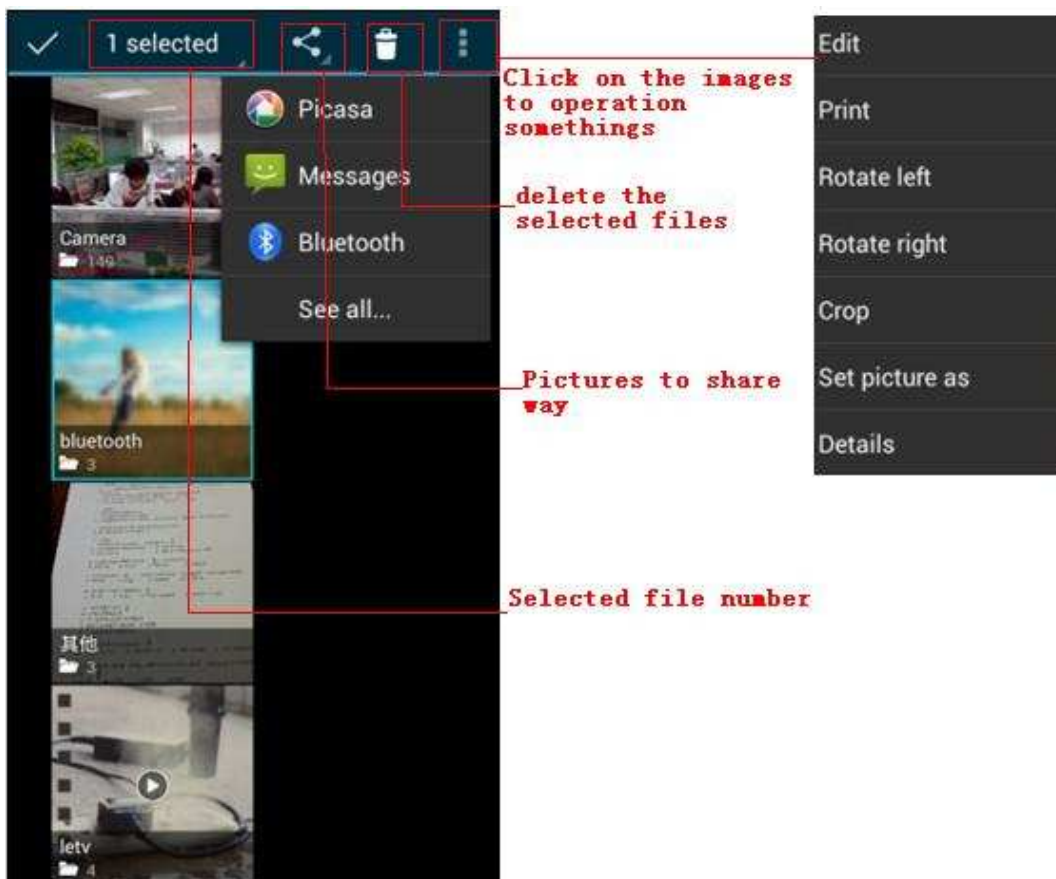 1 selected
Picasa
Messages
Bluetooth
See all...
Camera
149
bluetooth
3
其他
3
letv
4
Click on the images
to operation
somethings
delete the
selected files
Pictures to share
way
Selected file number
Edit
Print
Rotate left
Rotate right
Crop
Set picture as
Details